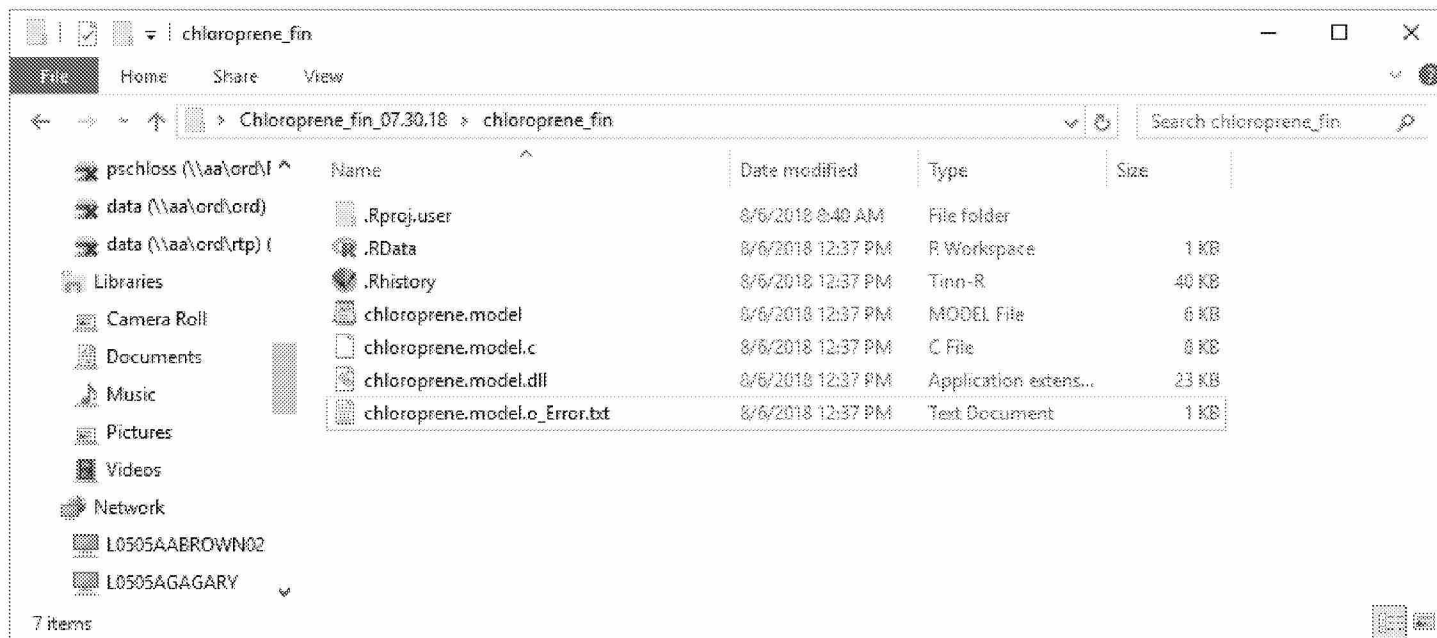 chloroprene_fin
File Home Share View
Chloroprene_fin_07.30.18 > chloroprene_fin Search chloroprene_fin
pschloss (\\aa\ord\
data (\\aa\ord\ord)
data (\\aa\ord\rtp) (
Libraries
Camera Roll
Documents
Music
Pictures
Videos
Network
L0505AABROWN02
L0505AGAGARY
Name Date modified Type Size
.Rproj.user 8/6/2018 8:40 AM File folder
.RData 8/6/2018 12:37 PM R Workspace 1 KB
.Rhistory 8/6/2018 12:37 PM Tinn-R 40 KB
chloroprene.model 8/6/2018 12:37 PM MODEL File 6 KB
chloroprene.model.c 8/6/2018 12:37 PM C File 8 KB
chloroprene.model.dll 8/6/2018 12:37 PM Application extens... 23 KB
chloroprene.model.o_Error.txt 8/6/2018 12:37 PM Text Document 1 KB
7 items